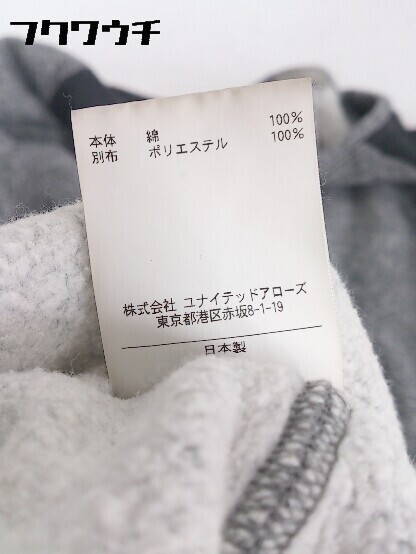 フクワウチ
本体 綿 100%
別布 ポリエステル 100%
株式会社 ユナイテッドアローズ
東京都港区赤坂8-1-19
日本製